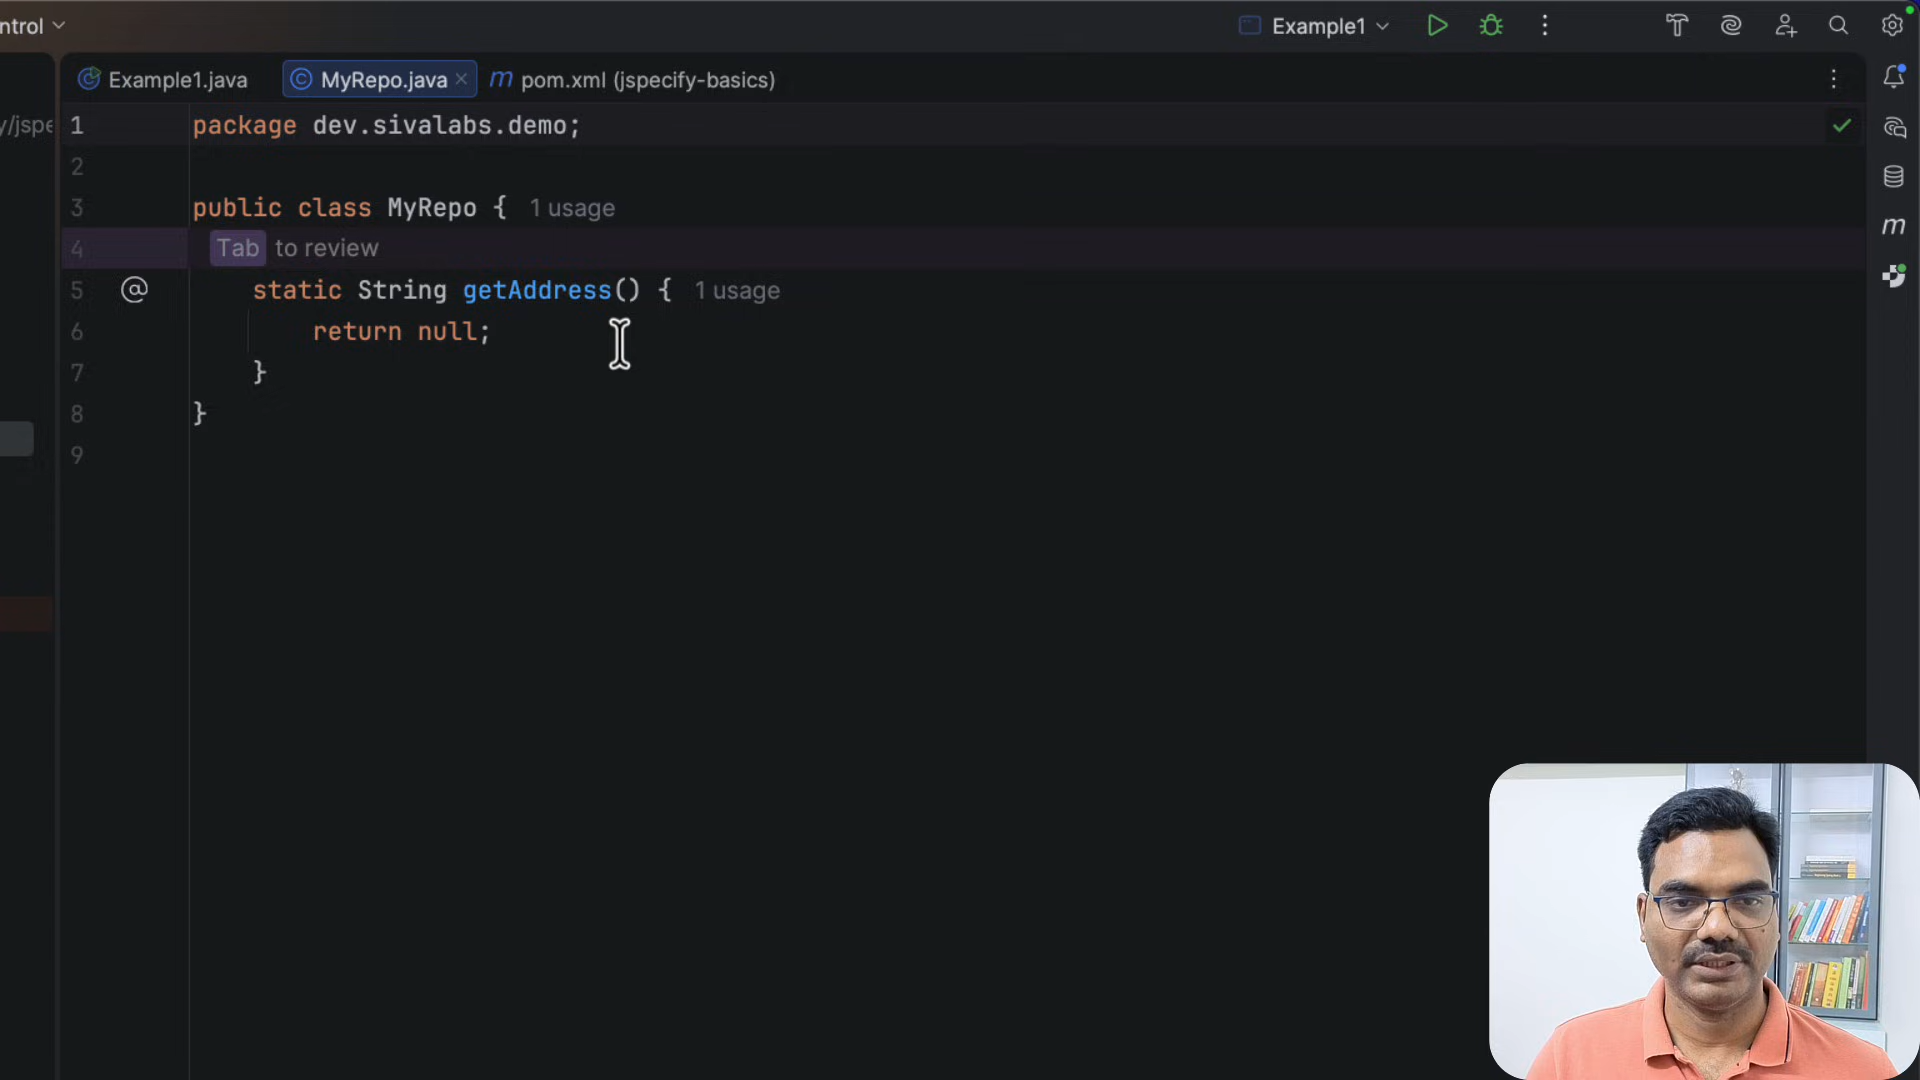 ntrol
Example1
Example1.java
MyRepo.java
m pom.xml (jspecify-basics)
y/jspe
1 package dev.sivalabs.demo;
2
3 public class MyRepo { 1 usage
4 Tab to review
5 @ static String getAddress() { 1 usage
6 return null;
7 }
8 }
9
m